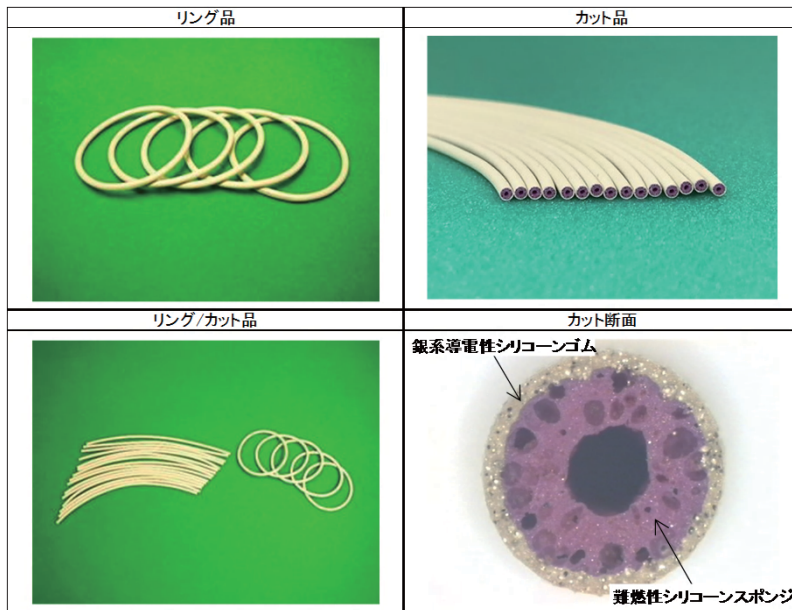 リング品
カット品
リング/カット品
カット断面
銀系導電性シリコーンゴム
難燃性シリコーンスポンジ